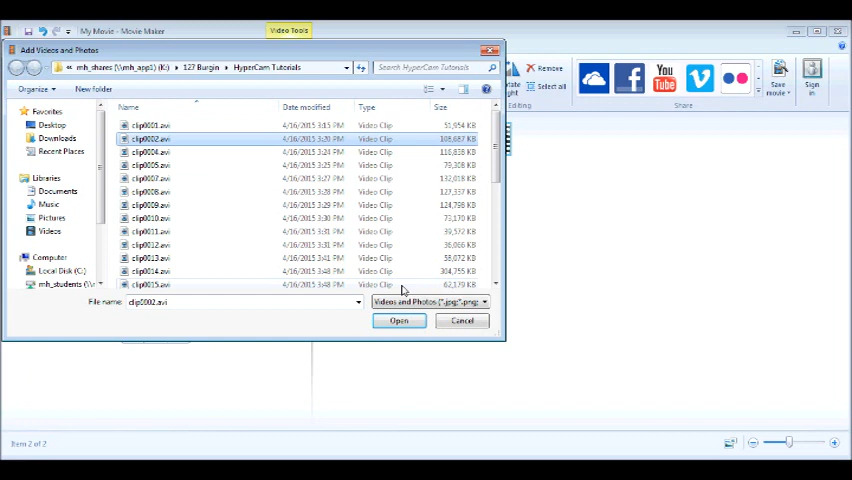 My Movie - Movie Maker
Video Tools
Add Videos and Photos
mh_shares (\\mh_app1) (K:) 127 Burgin HyperCam Tutorials
Search HyperCam Tutorials
Organize New folder
Remove
Select all
Editing
You Tube
Share
Save movie
Sign in
Favorites
Desktop
Downloads
Recent Places
Libraries
Documents
Music
Pictures
Videos
Computer
Local Disk (C:)
mh_students (\\
Name Date modified Type Size
clip0001.avi 4/16/2015 3:15 PM Video Clip 51,954 KB
clip0002.avi 4/16/2015 3:20 PM Video Clip 108,687 KB
clip0004.avi 4/16/2015 3:24 PM Video Clip 116,838 KB
clip0005.avi 4/16/2015 3:25 PM Video Clip 79,308 KB
clip0007.avi 4/16/2015 3:27 PM Video Clip 132,018 KB
clip0008.avi 4/16/2015 3:28 PM Video Clip 127,337 KB
clip0009.avi 4/16/2015 3:29 PM Video Clip 124,798 KB
clip0010.avi 4/16/2015 3:30 PM Video Clip 73,170 KB
clip0011.avi 4/16/2015 3:31 PM Video Clip 39,572 KB
clip0012.avi 4/16/2015 3:31 PM Video Clip 36,066 KB
clip0013.avi 4/16/2015 3:41 PM Video Clip 58,072 KB
clip0014.avi 4/16/2015 3:48 PM Video Clip 304,755 KB
clip0015.avi 4/16/2015 3:48 PM Video Clip 62,179 KB
File name: clip0002.avi
Videos and Photos (*.jpg;*.png;
Open Cancel
Item 2 of 2